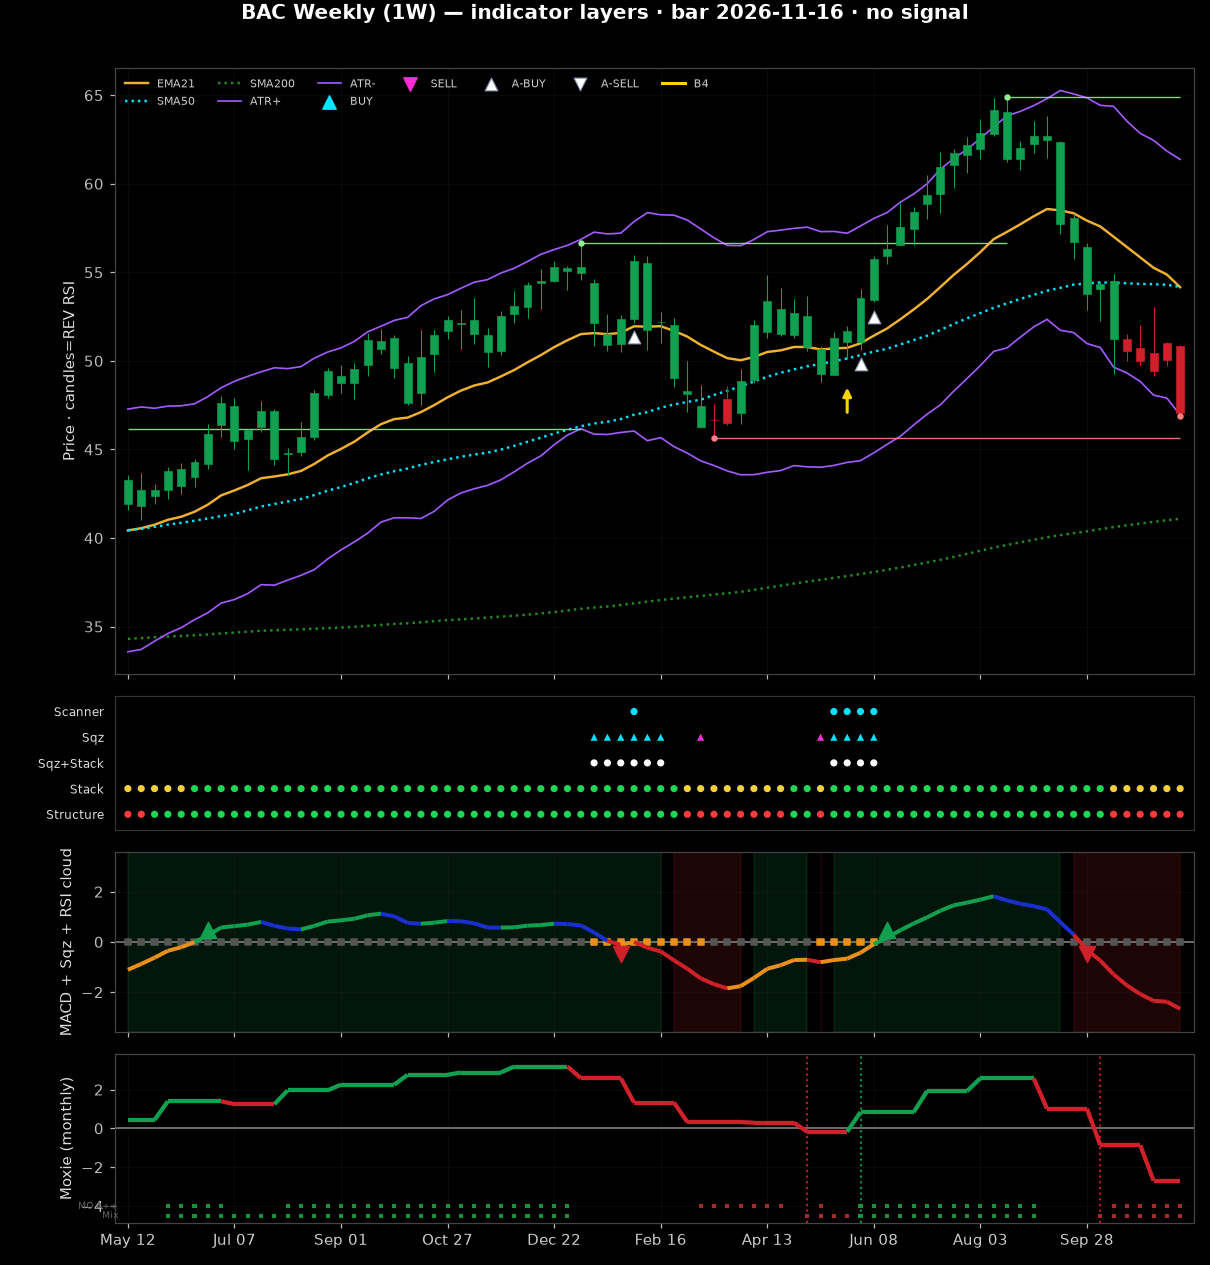 BAC Weekly (1W) — indicator layers · bar 2026-11-16 · no signal
EMA21 SMA200 ATR- SELL A-BUY A-SELL B4
SMA50 ATR+ BUY
Price · candles=REV RSI
65
60
55
50
45
40
35
Scanner
Sqz
Sqz+Stack
Stack
Structure
MACD + Sqz + RSI cloud
2
0
−2
Moxie (monthly)
2
0
−2
−4
Mix
May 12 Jul 07 Sep 01 Oct 27 Dec 22 Feb 16 Apr 13 Jun 08 Aug 03 Sep 28